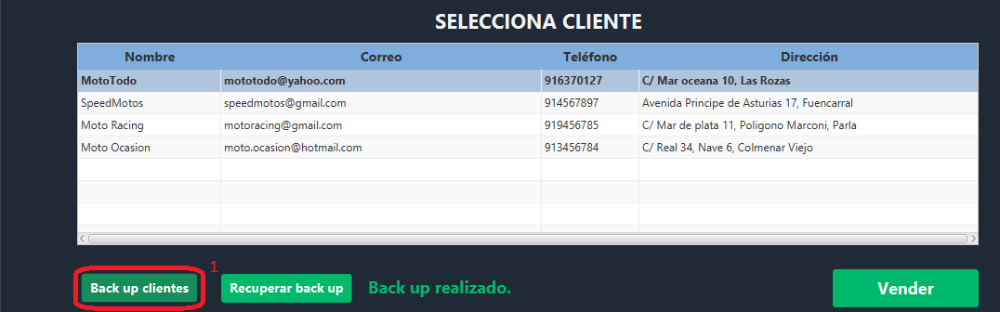 SELECCIONA CLIENTE
Nombre Correo Teléfono Dirección
MotoTodo mototodo@yahoo.com 916370127 C/ Mar oceana 10, Las Rozas
SpeedMotos speedmotos@gmail.com 914567897 Avenida Principe de Asturias 17, Fuencarral
Moto Racing motoracing@gmail.com 919456785 C/ Mar de plata 11, Poligono Marconi, Parla
Moto Ocasion moto.ocasion@hotmail.com 913456784 C/ Real 34, Nave 6, Colmenar Viejo
Back up clientes 1 Recuperar back up Back up realizado. Vender